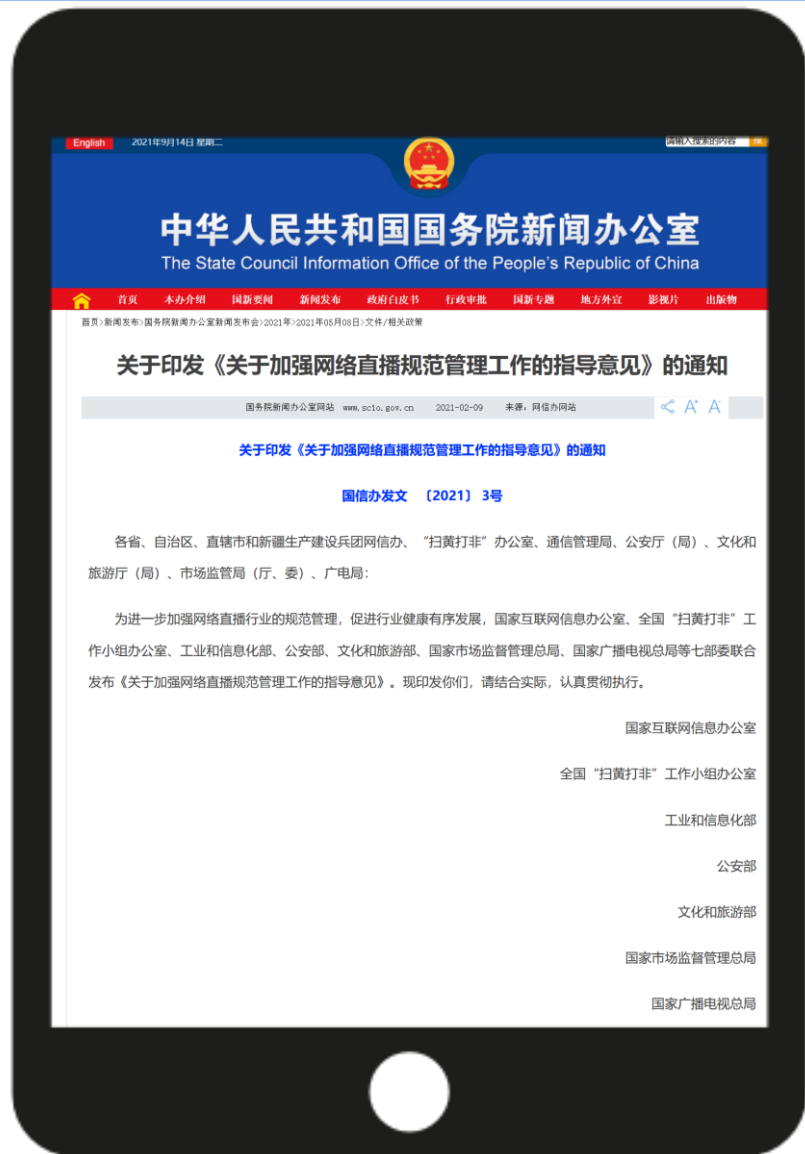 English 2021年9月14日 星期二 请输入搜索的内容
中华人民共和国国务院新闻办公室
The State Council Information Office of the People's Republic of China
首页 本办介绍 国新要闻 新闻发布 政府白皮书 行政审批 国新专题 地方外宣 影视片 出版物
首页>新闻发布>国务院新闻办公室新闻发布会>2021年>2021年05月08日>文件/相关政策
关于印发《关于加强网络直播规范管理工作的指导意见》的通知
国务院新闻办公室网站 www.scio.gov.cn 2021-02-09 来源：网信办网站 A+ A-
关于印发《关于加强网络直播规范管理工作的指导意见》的通知
国信办发文 〔2021〕 3号
各省、自治区、直辖市和新疆生产建设兵团网信办、“扫黄打非”办公室、通信管理局、公安厅（局）、文化和
旅游厅（局）、市场监管局（厅、委）、广电局：
为进一步加强网络直播行业的规范管理，促进行业健康有序发展，国家互联网信息办公室、全国“扫黄打非”工
作小组办公室、工业和信息化部、公安部、文化和旅游部、国家市场监督管理总局、国家广播电视总局等七部委联合
发布《关于加强网络直播规范管理工作的指导意见》。现印发你们，请结合实际，认真贯彻执行。
国家互联网信息办公室
全国“扫黄打非”工作小组办公室
工业和信息化部
公安部
文化和旅游部
国家市场监督管理总局
国家广播电视总局